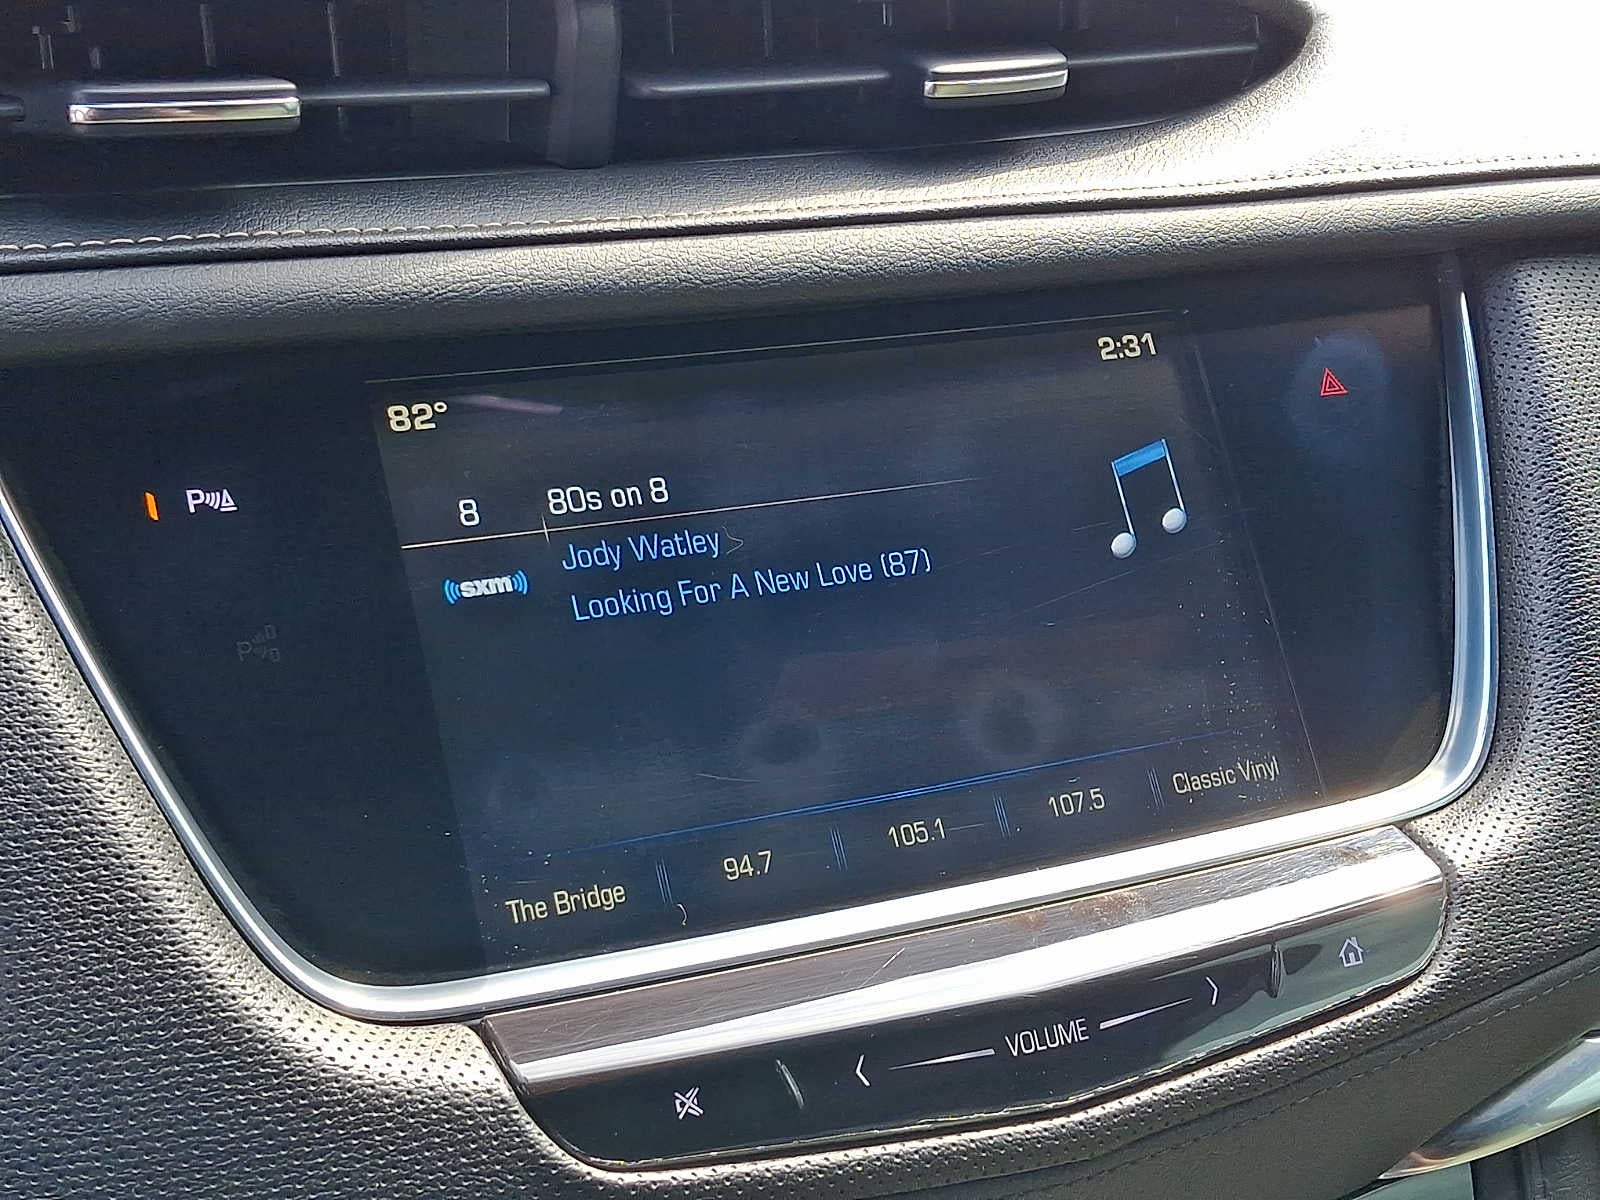 2:31
82°
8 80s on 8
Jody Watley
sxm
Looking For A New Love (87)
The Bridge 94.7 105.1 107.5 Classic Vinyl
VOLUME
P
P